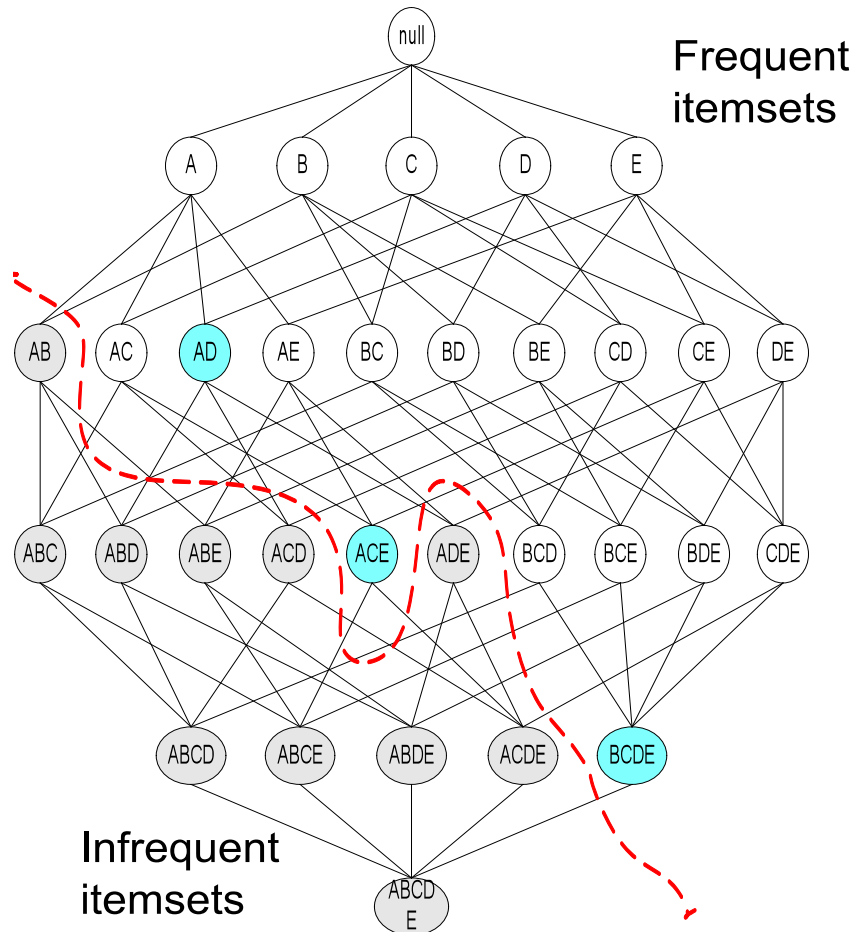 null
Frequent
itemsets
A B C D E
AB AC AD AE BC BD BE CD CE DE
ABC ABD ABE ACD ACE ADE BCD BCE BDE CDE
ABCD ABCE ABDE ACDE BCDE
Infrequent
itemsets
ABCD
E